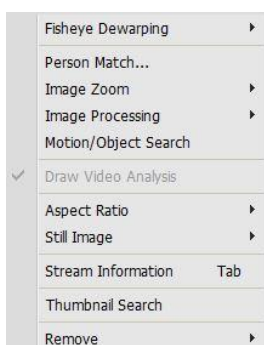 Fisheye Dewarping
Person Match...
Image Zoom
Image Processing
Motion/Object Search
Draw Video Analysis
Aspect Ratio
Still Image
Stream Information Tab
Thumbnail Search
Remove